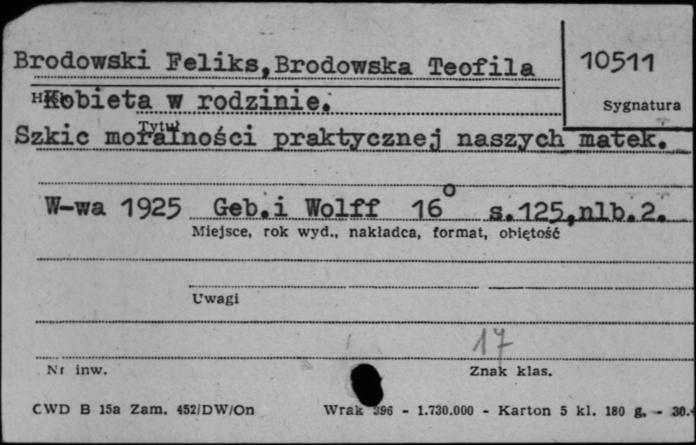 Brodowski Feliks, Brodowska Teofila
10511
Sygnatura
Kobieta w rodzinie.
Tytuł
Szkic moralności praktycznej naszych matek.
W-wa 1925 Geb.i Wolff 16° s.125,nlb.2.
Miejsce, rok wyd., nakładca, format, objętość
Uwagi
17
Nr inw.
Znak klas.
CWD B 15a Zam. 452/DW/On
Wrak 396 - 1.730.000 - Karton 5 kl. 180 g. - 30.